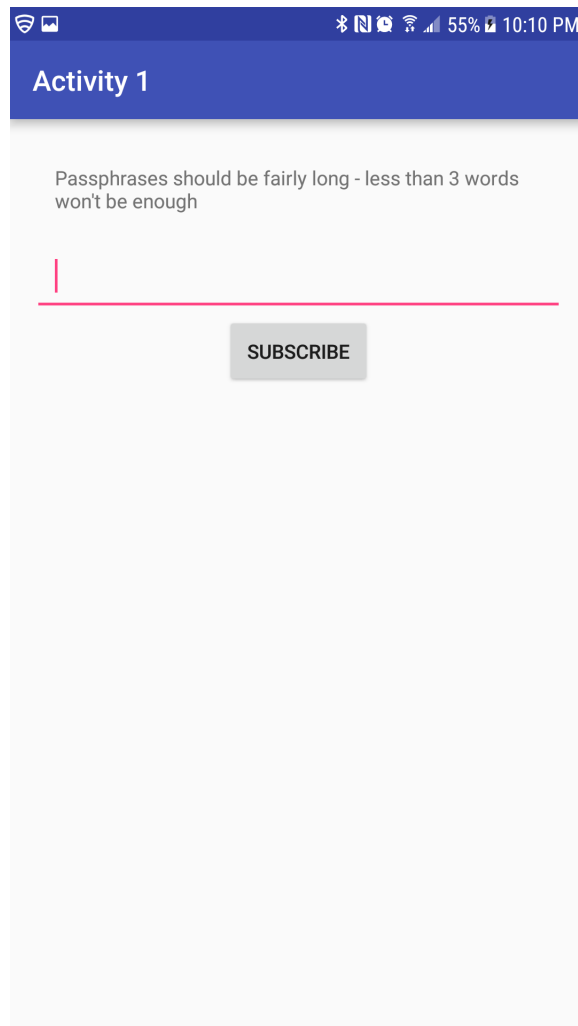 55% 10:10 PM
Activity 1
Passphrases should be fairly long - less than 3 words
won't be enough
SUBSCRIBE